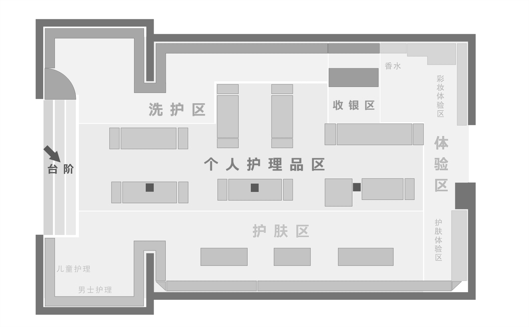 香水
彩妆体验区
洗护区
收银区
体验区
个人护理品区
台阶
护肤区
护肤体验区
儿童护理
男士护理